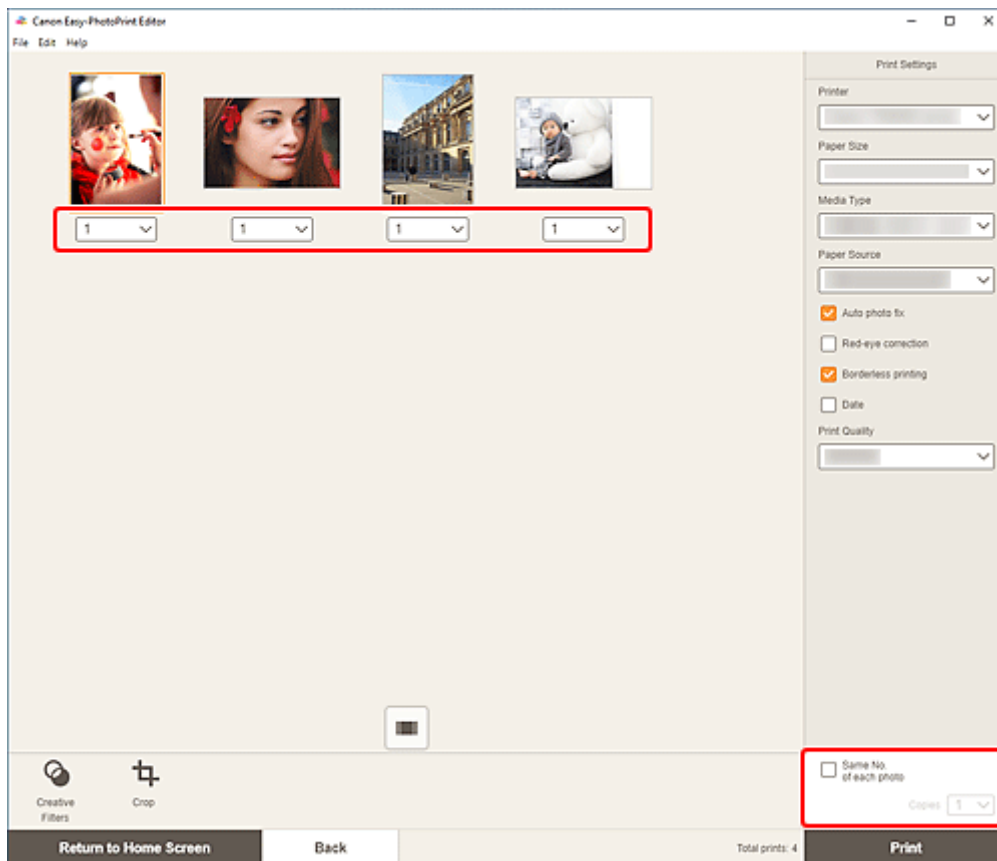 Canon Easy-PhotoPrint Editor
File Edit Help
Print Settings
Printer
Paper Size
Media Type
Paper Source
Auto photo fix
Red-eye correction
Borderless printing
Date
Print Quality
1 1 1 1
Same No.
of each photo
Copies 1
Creative
Filters
Crop
Return to Home Screen
Back
Total prints: 4
Print